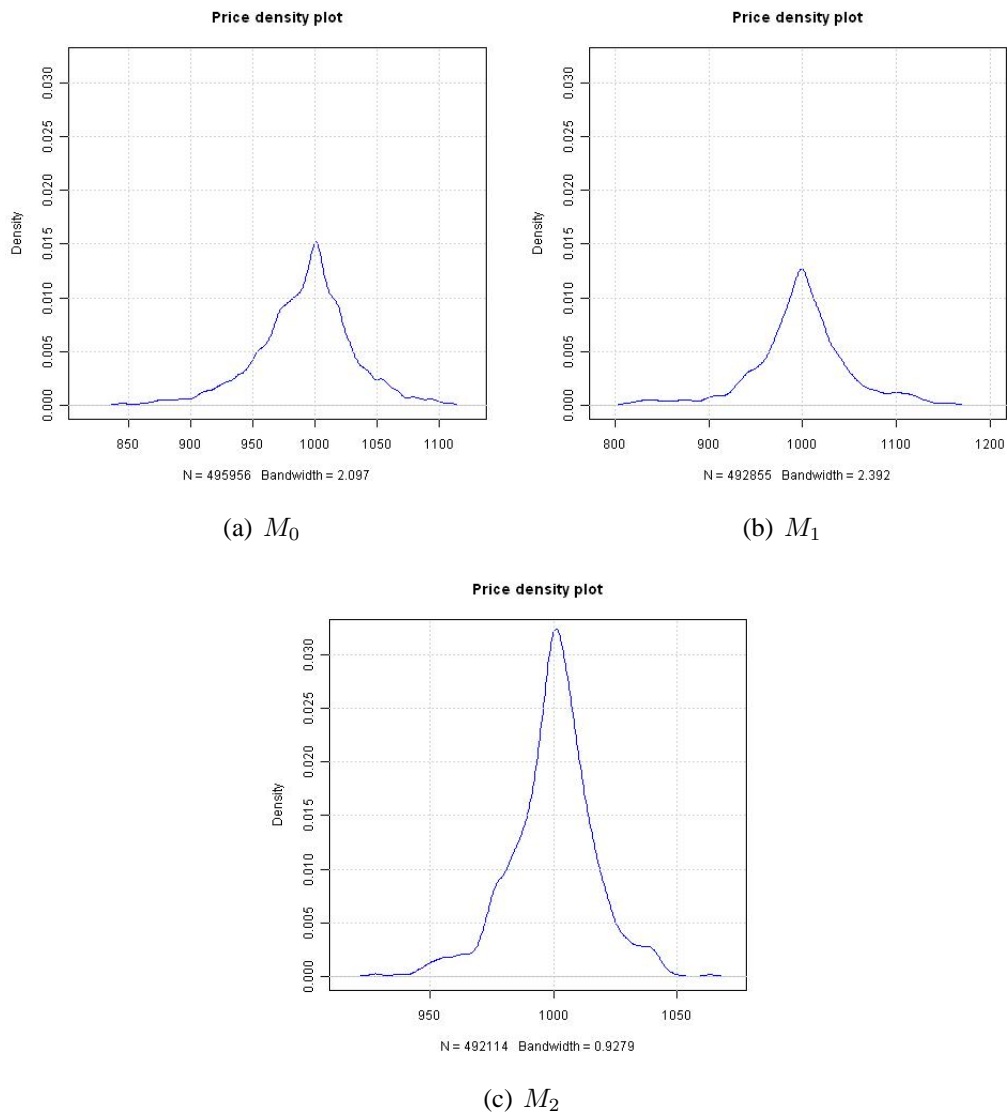 Price density plot
Density
0.000 0.005 0.010 0.015 0.020 0.025 0.030
850 900 950 1000 1050 1100
N = 495956 Bandwidth = 2.097
(a) M0
Price density plot
Density
0.000 0.005 0.010 0.015 0.020 0.025 0.030
800 900 1000 1100 1200
N = 492855 Bandwidth = 2.392
(b) M1
Price density plot
Density
0.000 0.005 0.010 0.015 0.020 0.025 0.030
950 1000 1050
N = 492114 Bandwidth = 0.9279
(c) M2